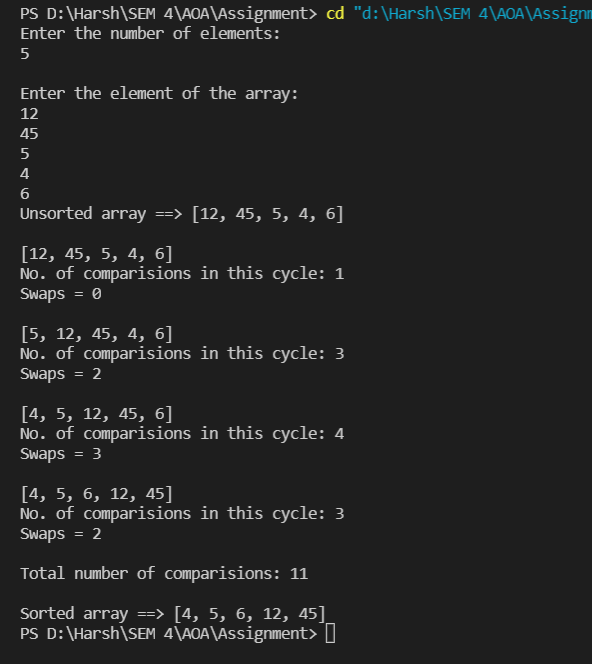 PS D:\Harsh\SEM 4\AOA\Assignment> cd "d:\Harsh\SEM 4\AOA\Assignm
Enter the number of elements:
5
Enter the element of the array:
12
45
5
4
6
Unsorted array ==> [12, 45, 5, 4, 6]
[12, 45, 5, 4, 6]
No. of comparisions in this cycle: 1
Swaps = 0
[5, 12, 45, 4, 6]
No. of comparisions in this cycle: 3
Swaps = 2
[4, 5, 12, 45, 6]
No. of comparisions in this cycle: 4
Swaps = 3
[4, 5, 6, 12, 45]
No. of comparisions in this cycle: 3
Swaps = 2
Total number of comparisions: 11
Sorted array ==> [4, 5, 6, 12, 45]
PS D:\Harsh\SEM 4\AOA\Assignment>